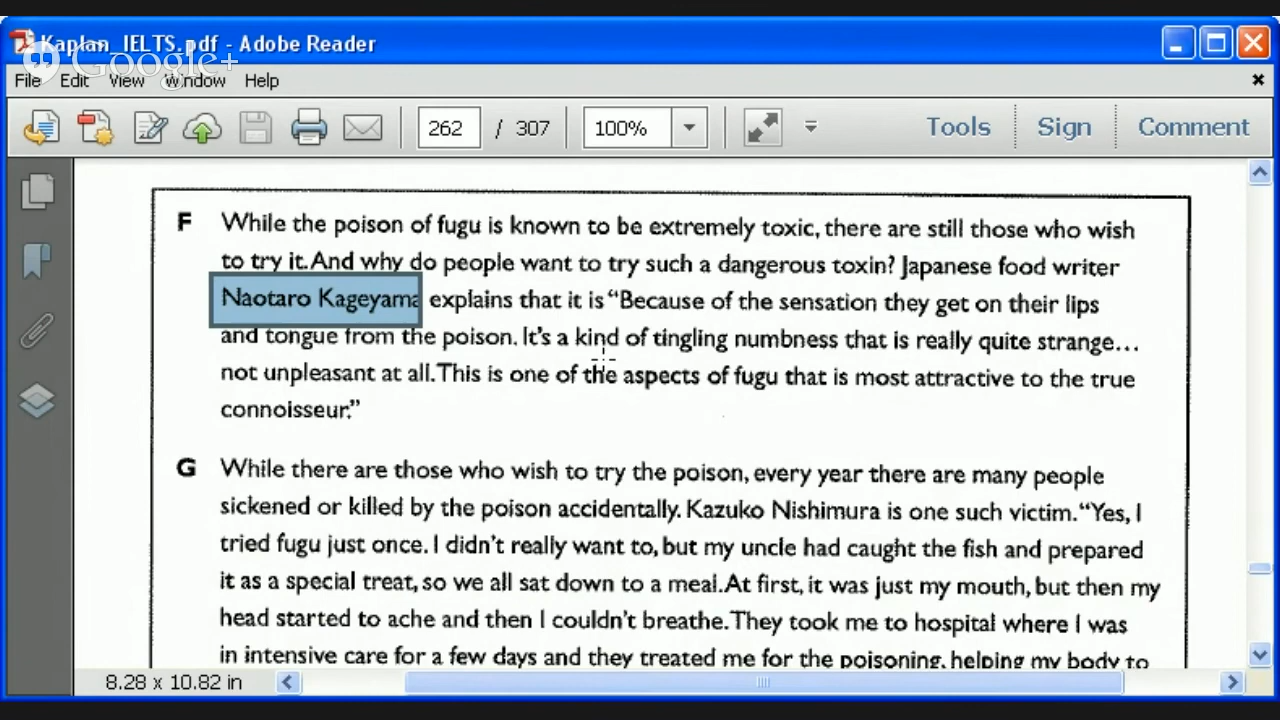 Kaplan_IELTS.pdf - Adobe Reader
Google+
File Edit View Window Help
262 / 307 100% Tools Sign Comment
F While the poison of fugu is known to be extremely toxic, there are still those who wish
to try it. And why do people want to try such a dangerous toxin? Japanese food writer
Naotaro Kageyama explains that it is “Because of the sensation they get on their lips
and tongue from the poison. It’s a kind of tingling numbness that is really quite strange...
not unpleasant at all. This is one of the aspects of fugu that is most attractive to the true
connoisseur.”
G While there are those who wish to try the poison, every year there are many people
sickened or killed by the poison accidentally. Kazuko Nishimura is one such victim. “Yes, I
tried fugu just once. I didn’t really want to, but my uncle had caught the fish and prepared
it as a special treat, so we all sat down to a meal. At first, it was just my mouth, but then my
head started to ache and then I couldn’t breathe. They took me to hospital where I was
in intensive care for a few days and they treated me for the poisoning, helping my body to
8.28 x 10.82 in